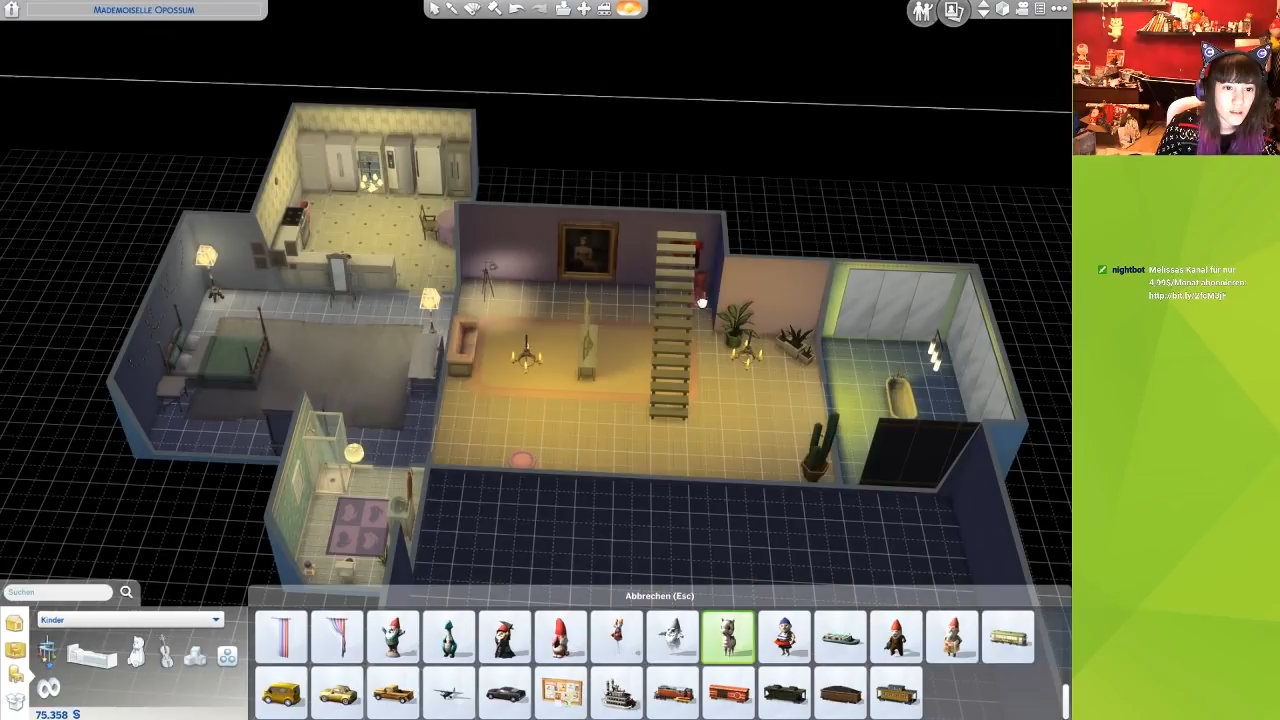 MADEMOISELLE OPOSSUM
nightbot Melissas Kanal für nur
4,99$/Monat abonnieren:
Abbrechen (Esc)
Suchen
Kinder
75.358 $